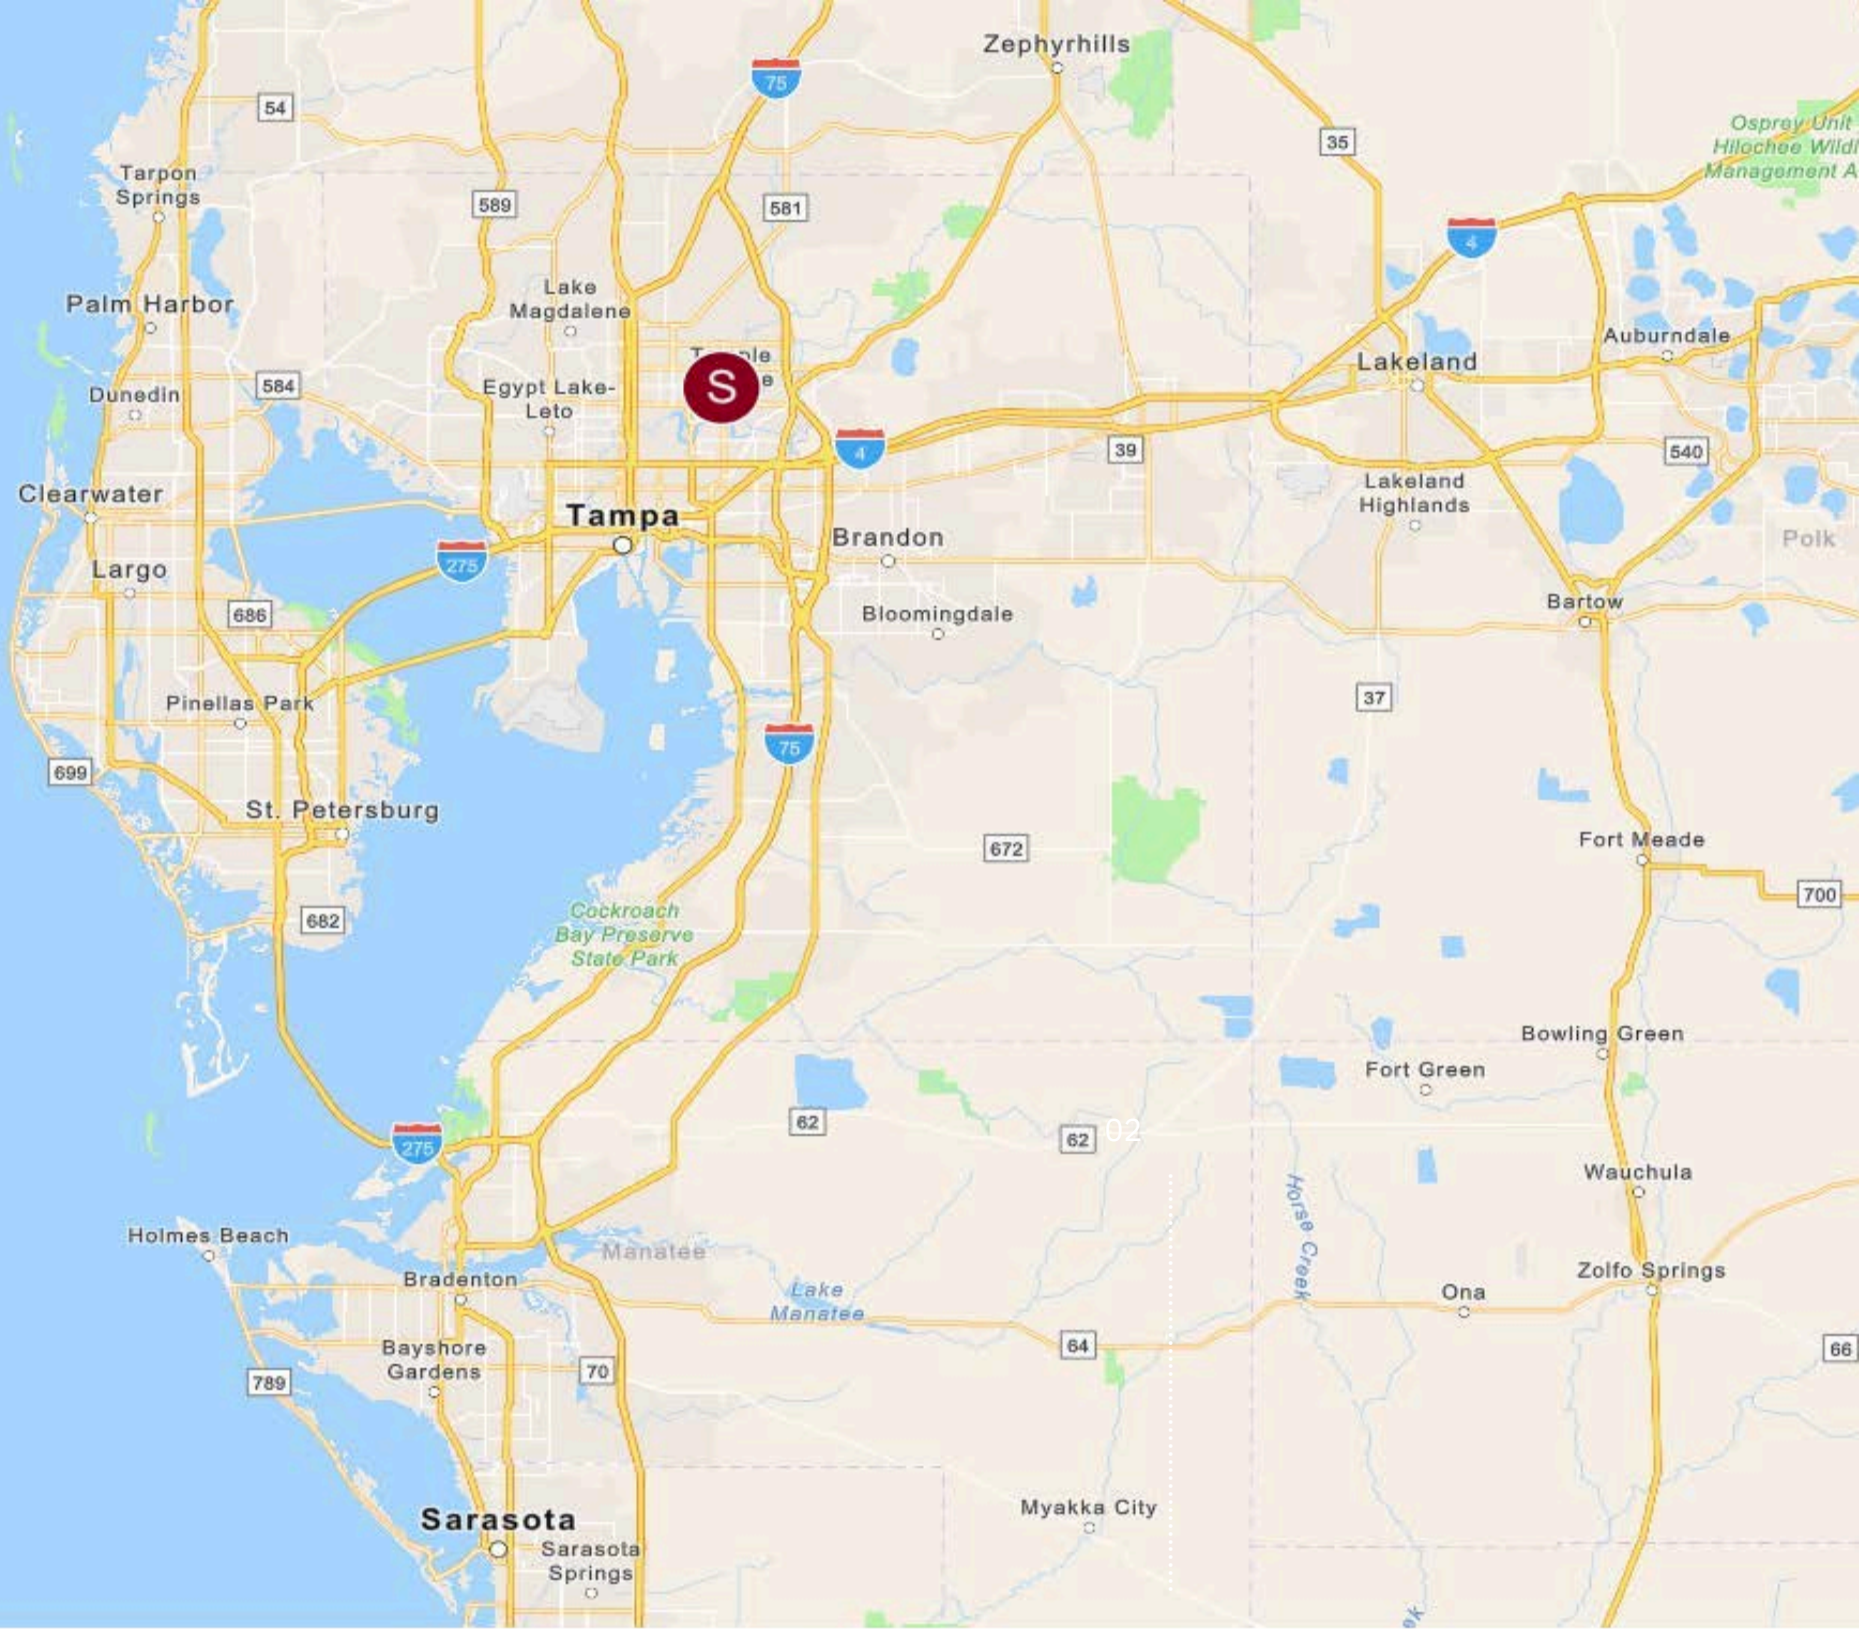 Zephyrhills
75
54
35
Osprey Unit
Hilochee Wildl
Management A
Tarpon
Springs
589
581
4
Lake
Magdalene
Palm Harbor
Auburndale
Lakeland
S
584
Dunedin
Egypt Lake-
Leto
4
39
540
Clearwater
Lakeland
Highlands
Tampa
Brandon
Polk
275
Largo
686
Bloomingdale
Bartow
Pinellas Park
37
75
699
St. Petersburg
672
Fort Meade
700
682
Cockroach
Bay Preserve
State Park
Bowling Green
Fort Green
62
62
02
275
Wauchula
Horse Creek
Holmes Beach
Manatee
Bradenton
Lake
Manatee
Zolfo Springs
Ona
64
66
Bayshore
Gardens
70
789
Myakka City
Sarasota
Sarasota
Springs